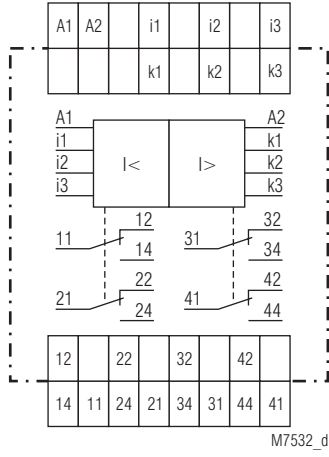 A1 A2 i1 i2 i3
k1 k2 k3
A1 A2
i1 k1
i2 I< I> k2
i3 k3
12 32
11 14 31 34
22 42
21 24 41 44
12 22 32 42
14 11 24 21 34 31 44 41
M7532_d